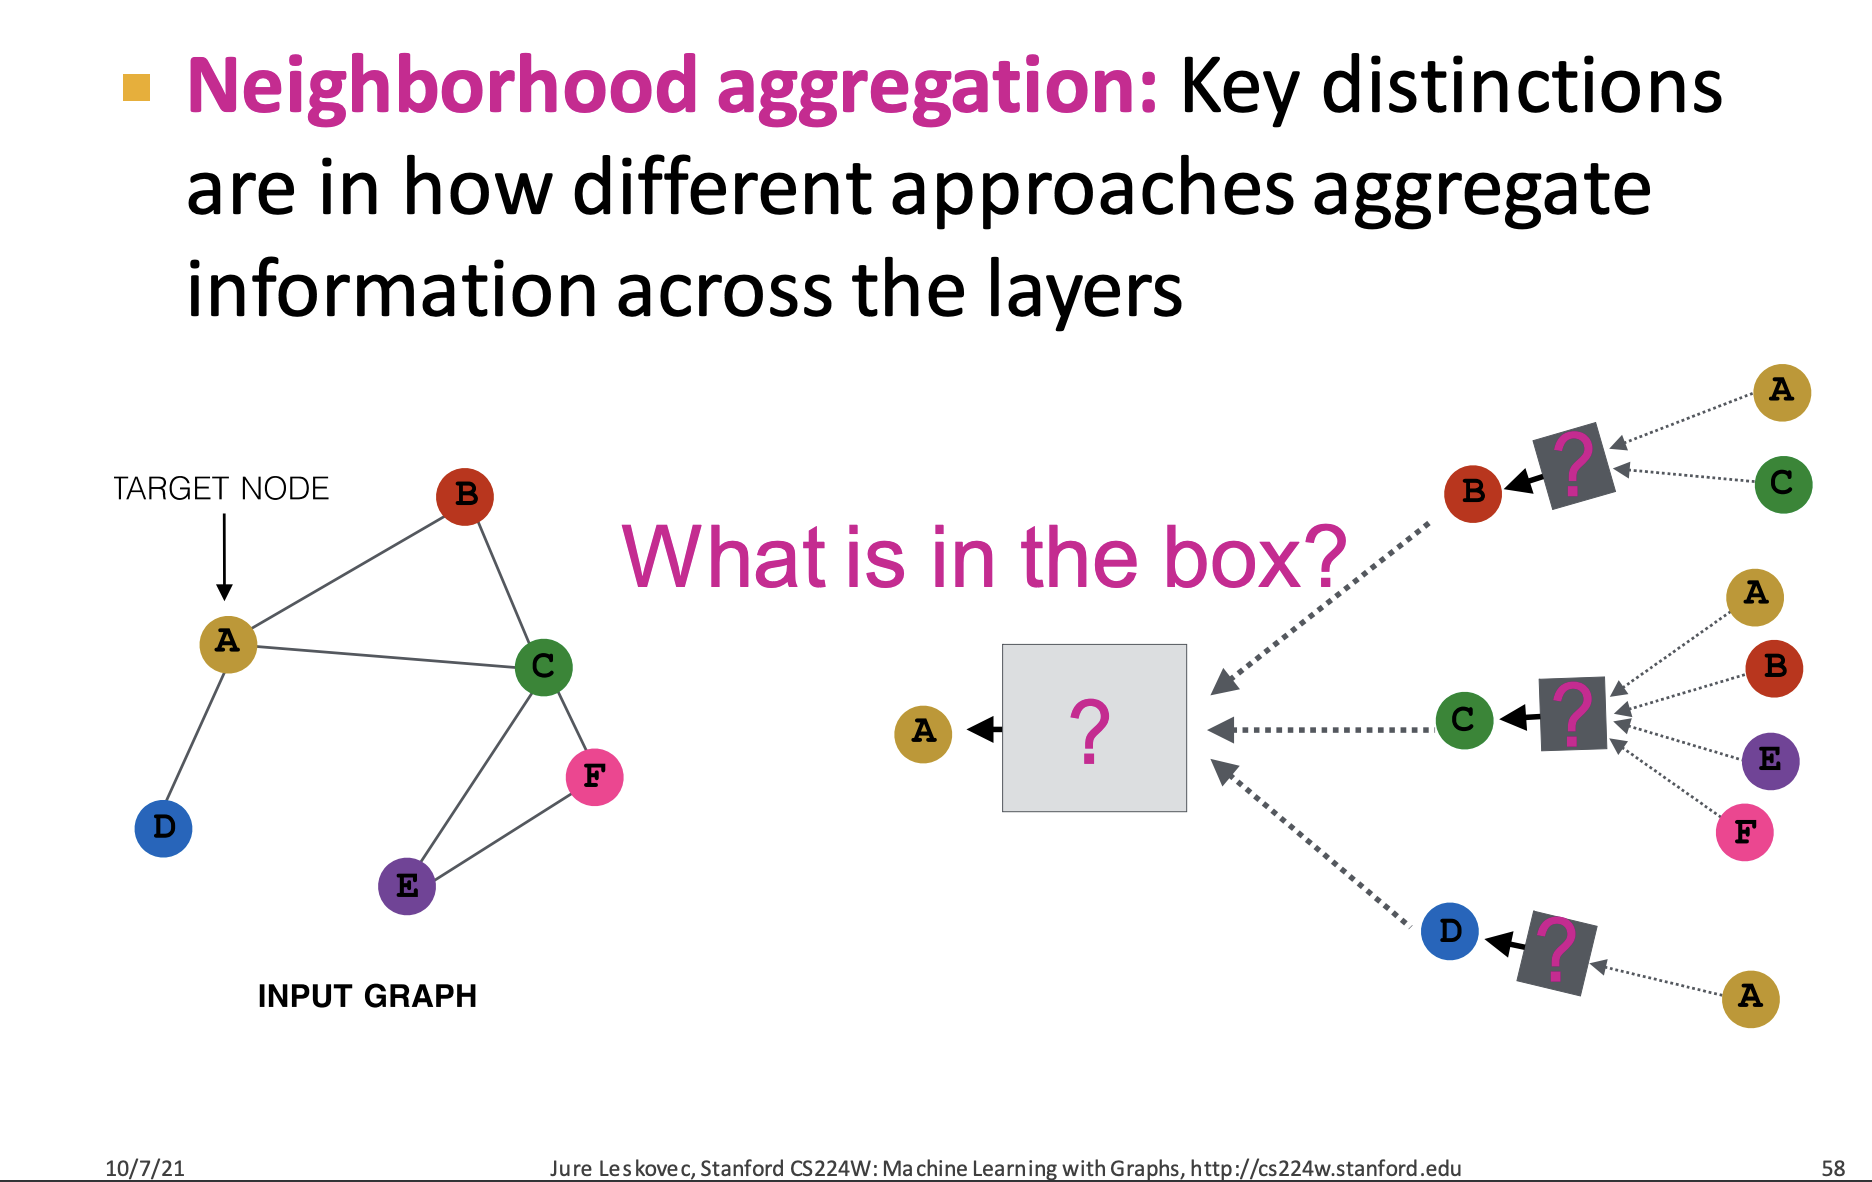 Neighborhood aggregation: Key distinctions
are in how different approaches aggregate
information across the layers
TARGET NODE
B
A
C
F
D
E
INPUT GRAPH
What is in the box?
A
?
B
?
A
C
C
?
A
B
E
F
D
?
A
10/7/21
Jure Leskovec, Stanford CS224W: Machine Learning with Graphs, http://cs224w.stanford.edu
58